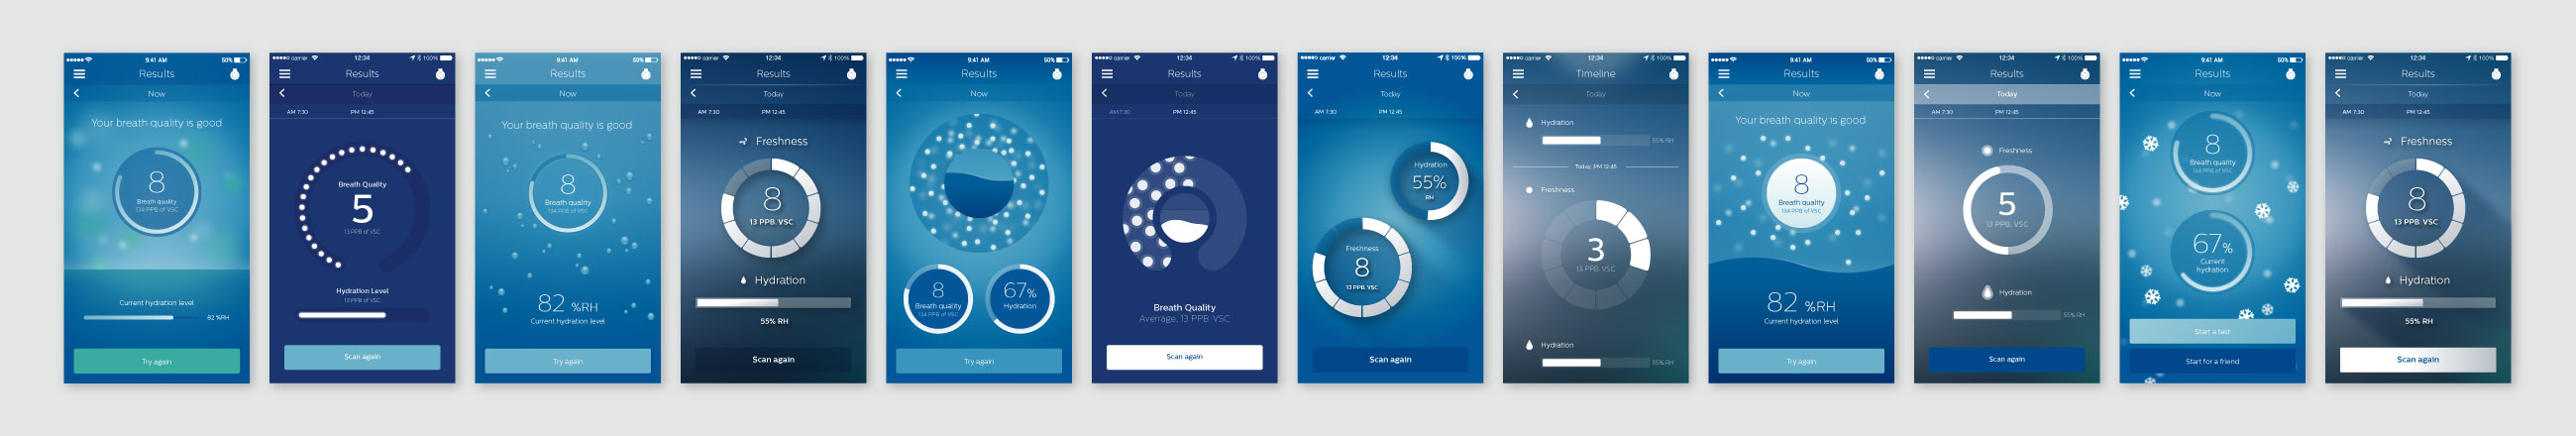 9:41 AM 50%
Results
Now
Your breath quality is good
8
Breath quality
134 PPB of VSC
Current hydration level
82 %RH
Try again
carrier 12:34 100%
Results
Today
AM 7:30 PM 12:45
Breath Quality
5
13 PPB of VSC
Hydration Level
13 PPB of VSC
Scan again
9:41 AM 50%
Results
Now
Your breath quality is good
8
Breath quality
134 PPB of VSC
82 %RH
Current hydration level
Try again
carrier 12:34 100%
Results
Today
AM 7:30 PM 12:45
Freshness
8
13 PPB. VSC
Hydration
55% RH
Scan again
9:41 AM 50%
Results
Now
8
Breath quality
134 PPB of VSC
67%
Hydration
Try again
carrier 12:34 100%
Results
Today
AM 7:30 PM 12:45
Breath Quality
Averrage, 13 PPB. VSC
Scan again
carrier 12:34 100%
Results
Today
AM 7:30 PM 12:45
Hydration
55%
RH
Freshness
8
13 PPB. VSC
Scan again
carrier 12:34 100%
Timeline
Today
Hydration
55% RH
Today, PM 12:45
Freshness
3
13 PPB. VSC
Hydration
55% RH
9:41 AM 50%
Results
Now
Your breath quality is good
8
Breath quality
134 PPB of VSC
82 %RH
Current hydration level
Try again
carrier 12:34 100%
Results
Today
AM 7:30 PM 12:45
Freshness
5
13 PPB. VSC
Hydration
55% RH
Scan again
9:41 AM 50%
Results
Now
8
Breath quality
134 PPB of VSC
67%
Current
hydration
Start a test
Start for a friend
carrier 12:34 100%
Results
Today
AM 7:30 PM 12:45
Freshness
8
13 PPB. VSC
Hydration
55% RH
Scan again